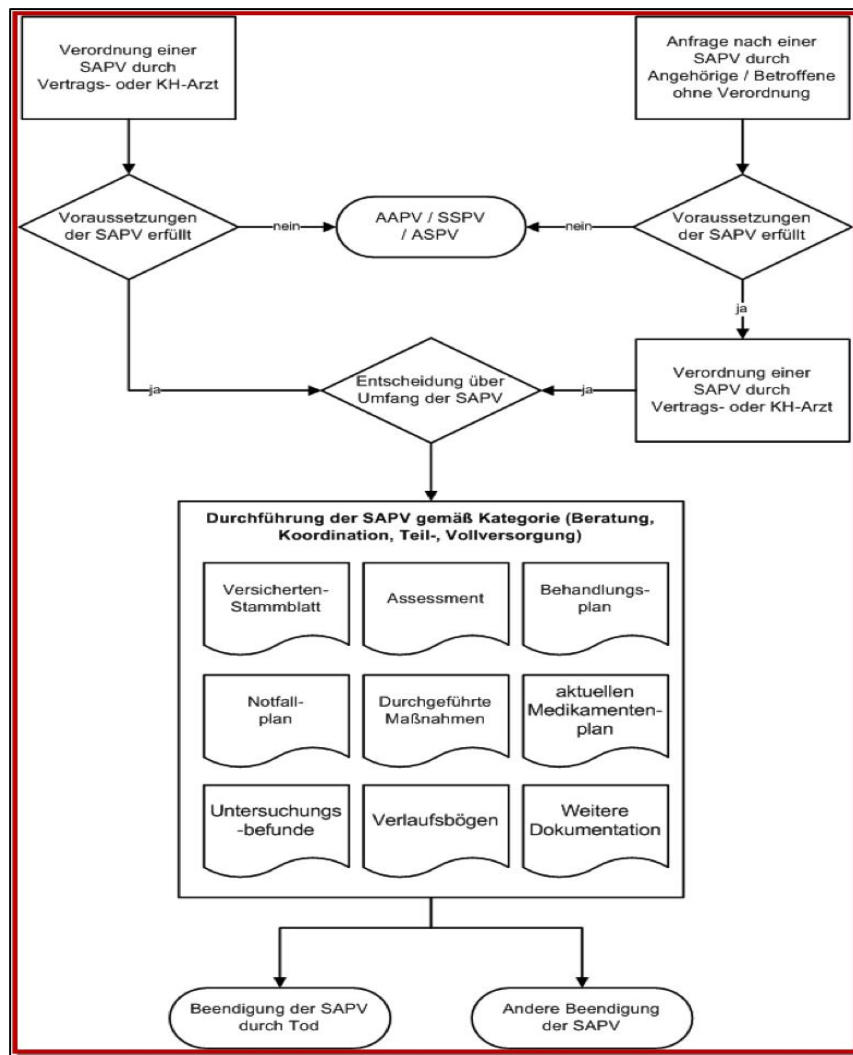 Verordnung einer
SAPV durch
Vertrags- oder KH-Arzt
Anfrage nach einer
SAPV durch
Angehörige / Betroffene
ohne Verordnung
Voraussetzungen
der SAPV erfüllt
nein
AAPV / SSPV
/ ASPV
nein
Voraussetzungen
der SAPV erfüllt
ja
ja
Entscheidung über
Umfang der SAPV
ja
Verordnung einer
SAPV durch
Vertrags- oder KH-Arzt
Durchführung der SAPV gemäß Kategorie (Beratung,
Koordination, Teil-, Vollversorgung)
Versicherten-
Stammblatt
Assessment
Behandlungs-
plan
Notfall-
plan
Durchgeführte
Maßnahmen
aktuellen
Medikamenten-
plan
Untersuchungs
-befunde
Verlaufsbögen
Weitere
Dokumentation
Beendigung der SAPV
durch Tod
Andere Beendigung
der SAPV